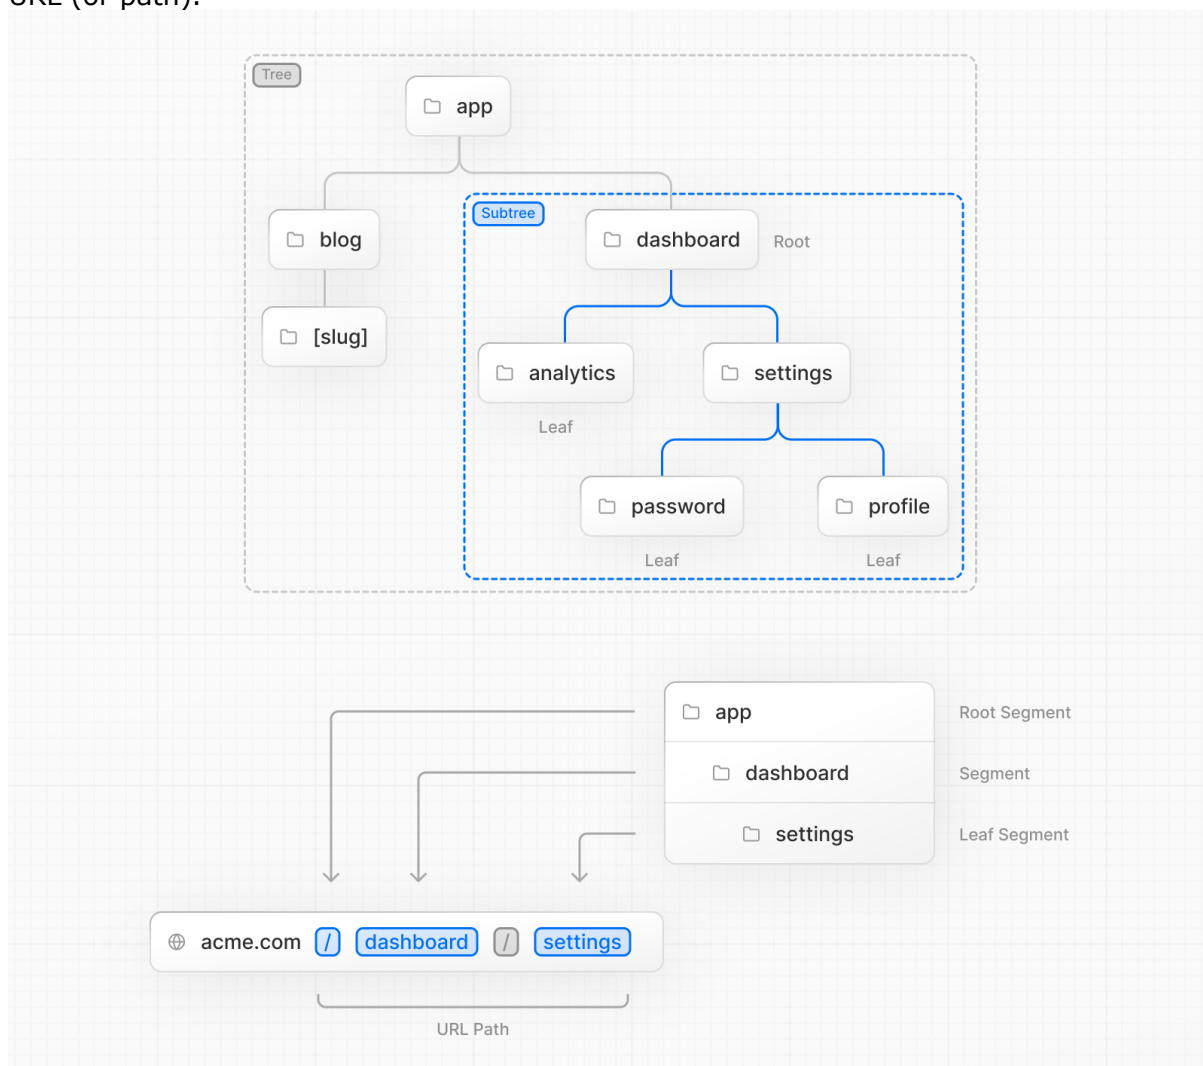 URL (or path).
Tree
app
Subtree
blog
dashboard
Root
[slug]
analytics
settings
Leaf
password
profile
Leaf
Leaf
app
Root Segment
dashboard
Segment
settings
Leaf Segment
acme.com / dashboard / settings
URL Path